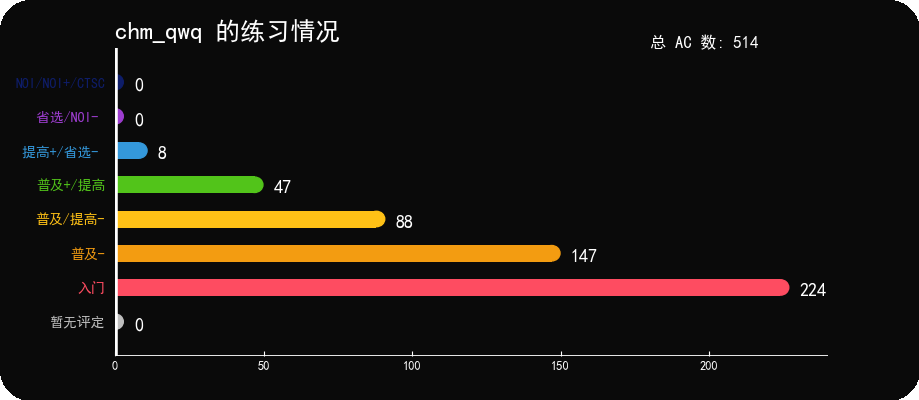 chm_qwq 的练习情况
总 AC 数: 514
NOI/NOI+/CTSC 0
省选/NOI- 0
提高+/省选- 8
普及+/提高 47
普及/提高- 88
普及- 147
入门 224
暂无评定 0
0 50 100 150 200